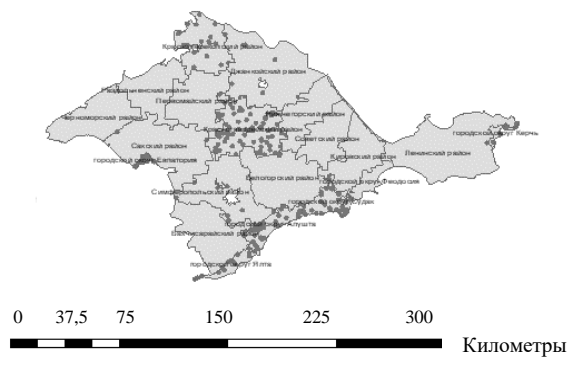 Красноперекопский район
Джанкойский район
Раздольненский район
Первомайский район
Нижнегорский район
Черноморский район
Красногвардейский район
городской округ Керчь
Советский район
Сакский район
Кировский район
Ленинский район
городской округ Евпатория
Белогорский район
городской округ Феодосия
Симферопольский район
городской округ Судак
городской округ Алушта
Бахчисарайский район
городской округ Ялта
0 37,5 75 150 225 300
Километры